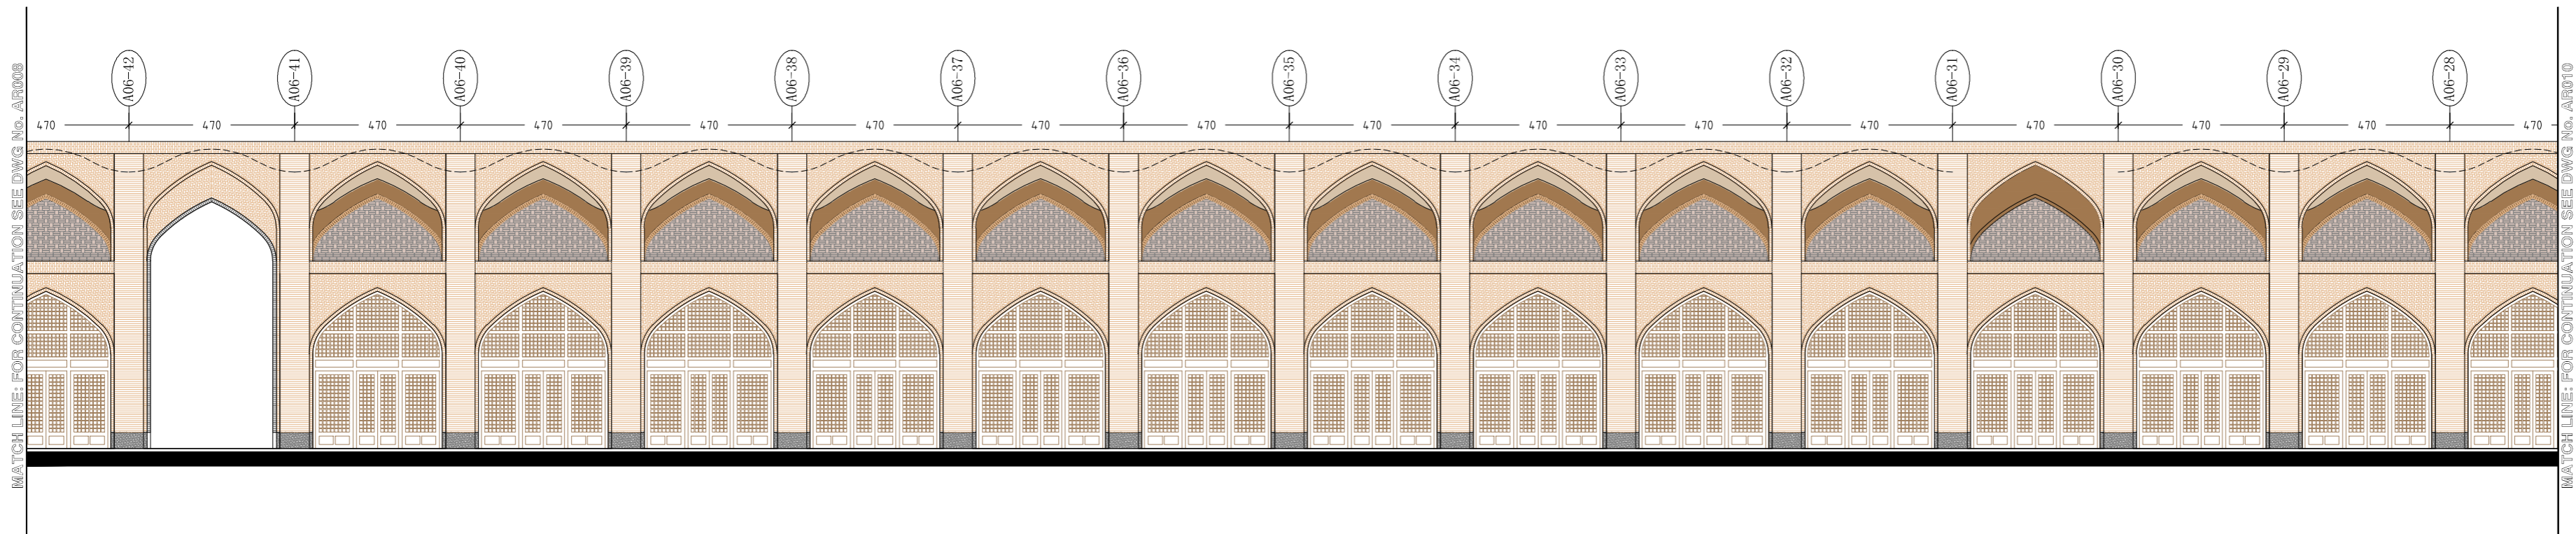 MATCH LINE: FOR CONTINUATION SEE DWG No. AR008
A06-42
A06-41
A06-40
A06-39
A06-38
A06-37
A06-36
A06-35
A06-34
A06-33
A06-32
A06-31
A06-30
A06-29
A06-28
470 470 470 470 470 470 470 470 470 470 470 470 470 470 470 470
MATCH LINE: FOR CONTINUATION SEE DWG No. AR010